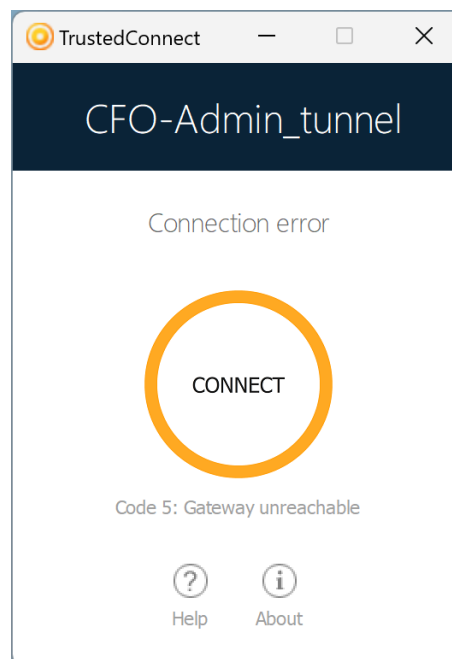 TrustedConnect
CFO-Admin_tunnel
Connection error
CONNECT
Code 5: Gateway unreachable
?
i
Help
About